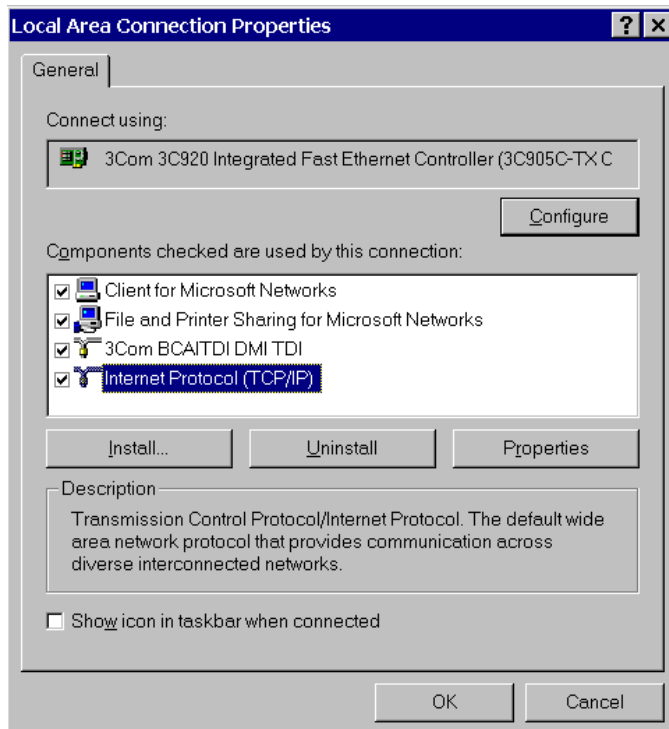 Local Area Connection Properties
General
Connect using:
3Com 3C920 Integrated Fast Ethernet Controller (3C905C-TX C
Configure
Components checked are used by this connection:
Client for Microsoft Networks
File and Printer Sharing for Microsoft Networks
3Com BCAITDI DMI TDI
Internet Protocol (TCP/IP)
Install...
Uninstall
Properties
Description
Transmission Control Protocol/Internet Protocol. The default wide
area network protocol that provides communication across
diverse interconnected networks.
Show icon in taskbar when connected
OK
Cancel